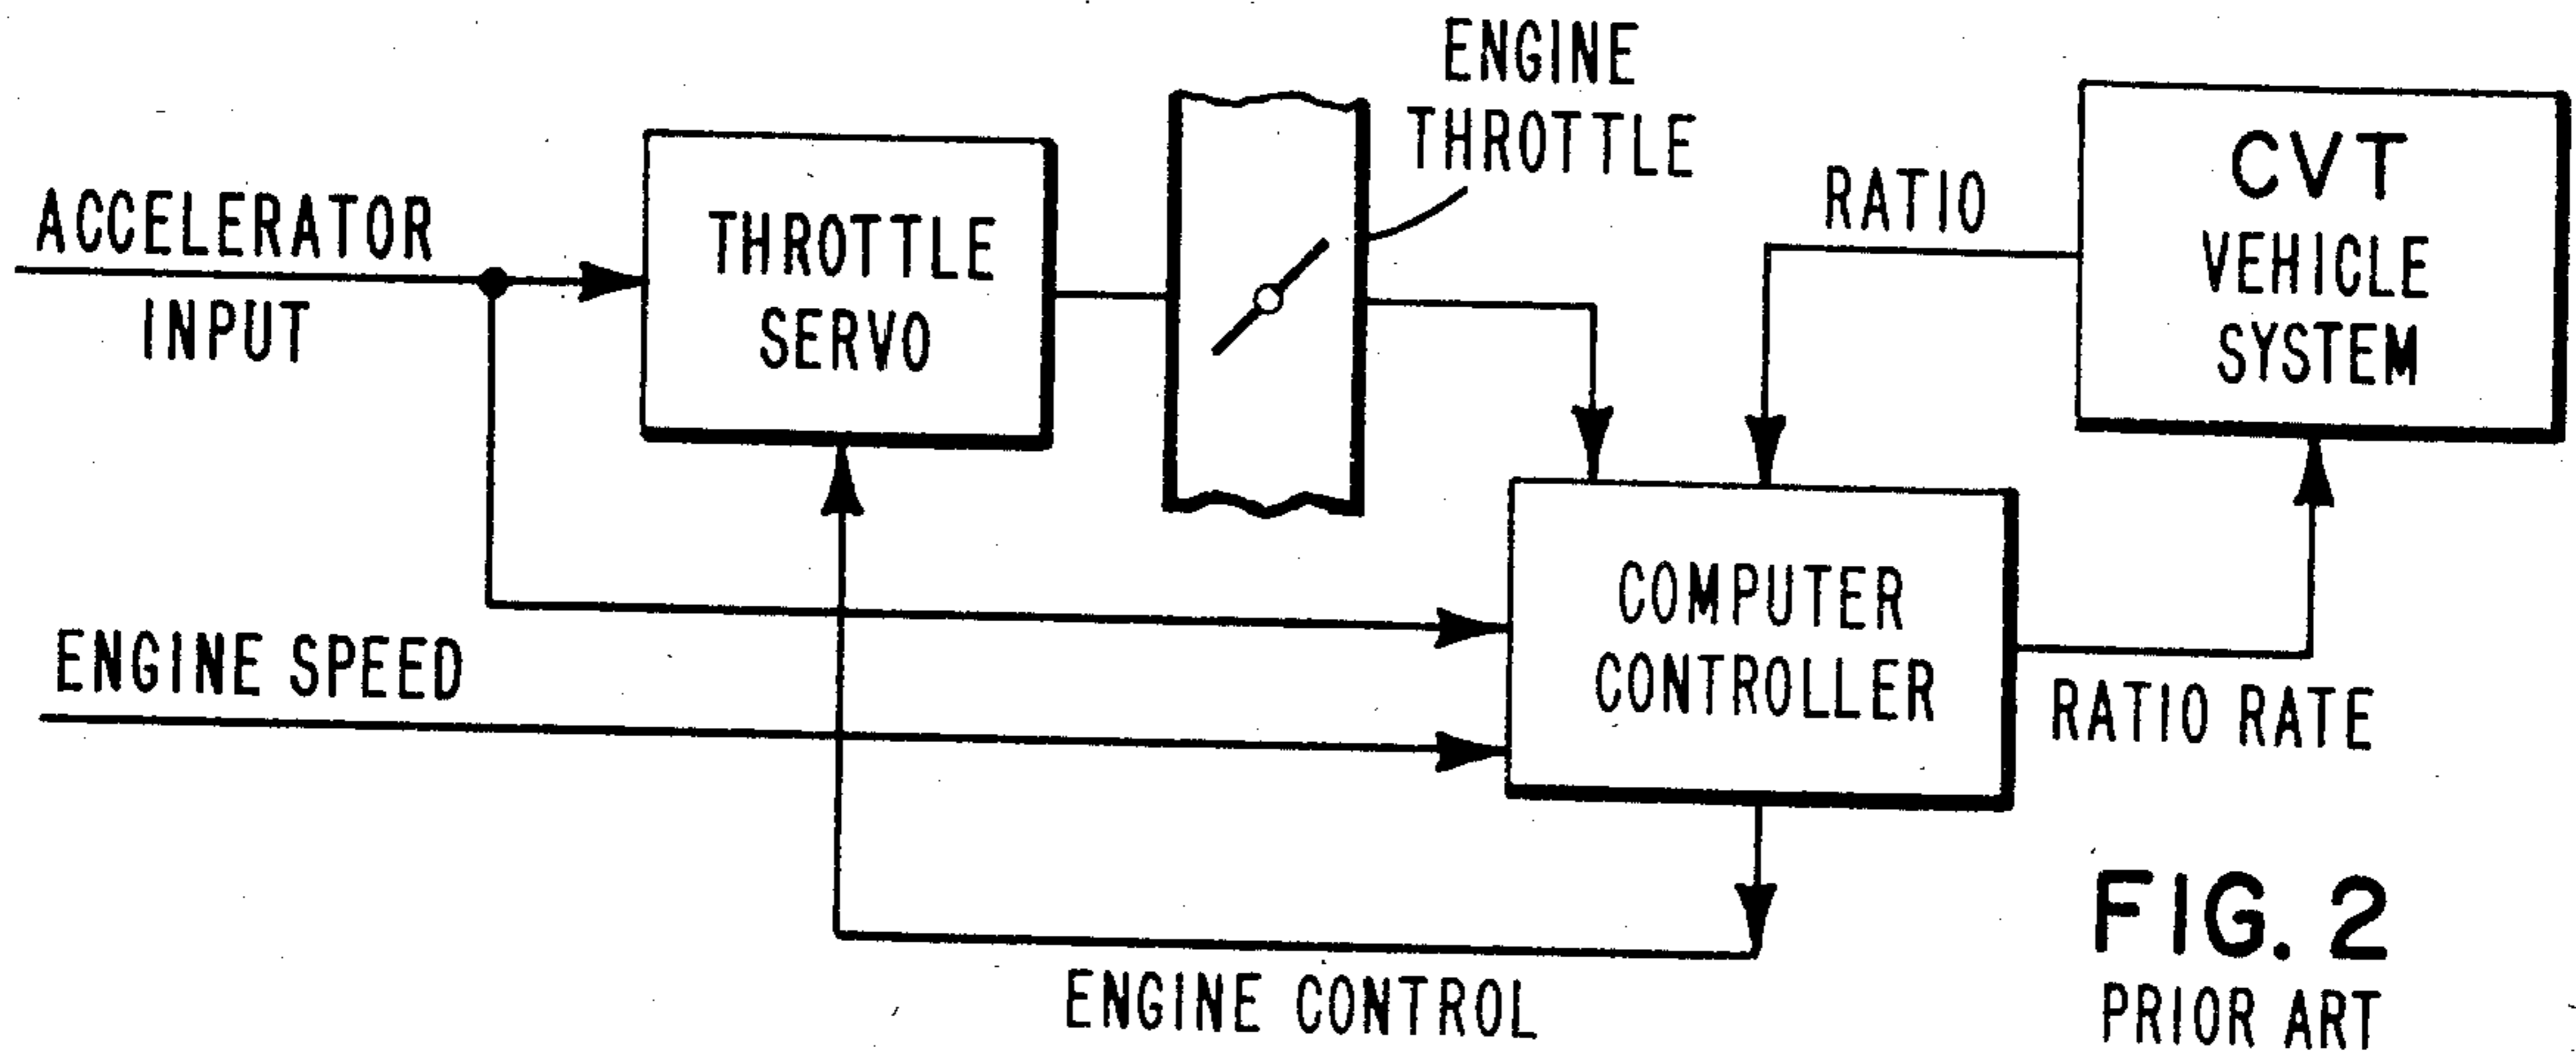 ENGINE
THROTTLE
ACCELERATOR
INPUT
THROTTLE
SERVO
RATIO
CVT
VEHICLE
SYSTEM
COMPUTER
CONTROLLER
ENGINE SPEED
RATIO RATE
ENGINE CONTROL
FIG. 2
PRIOR ART